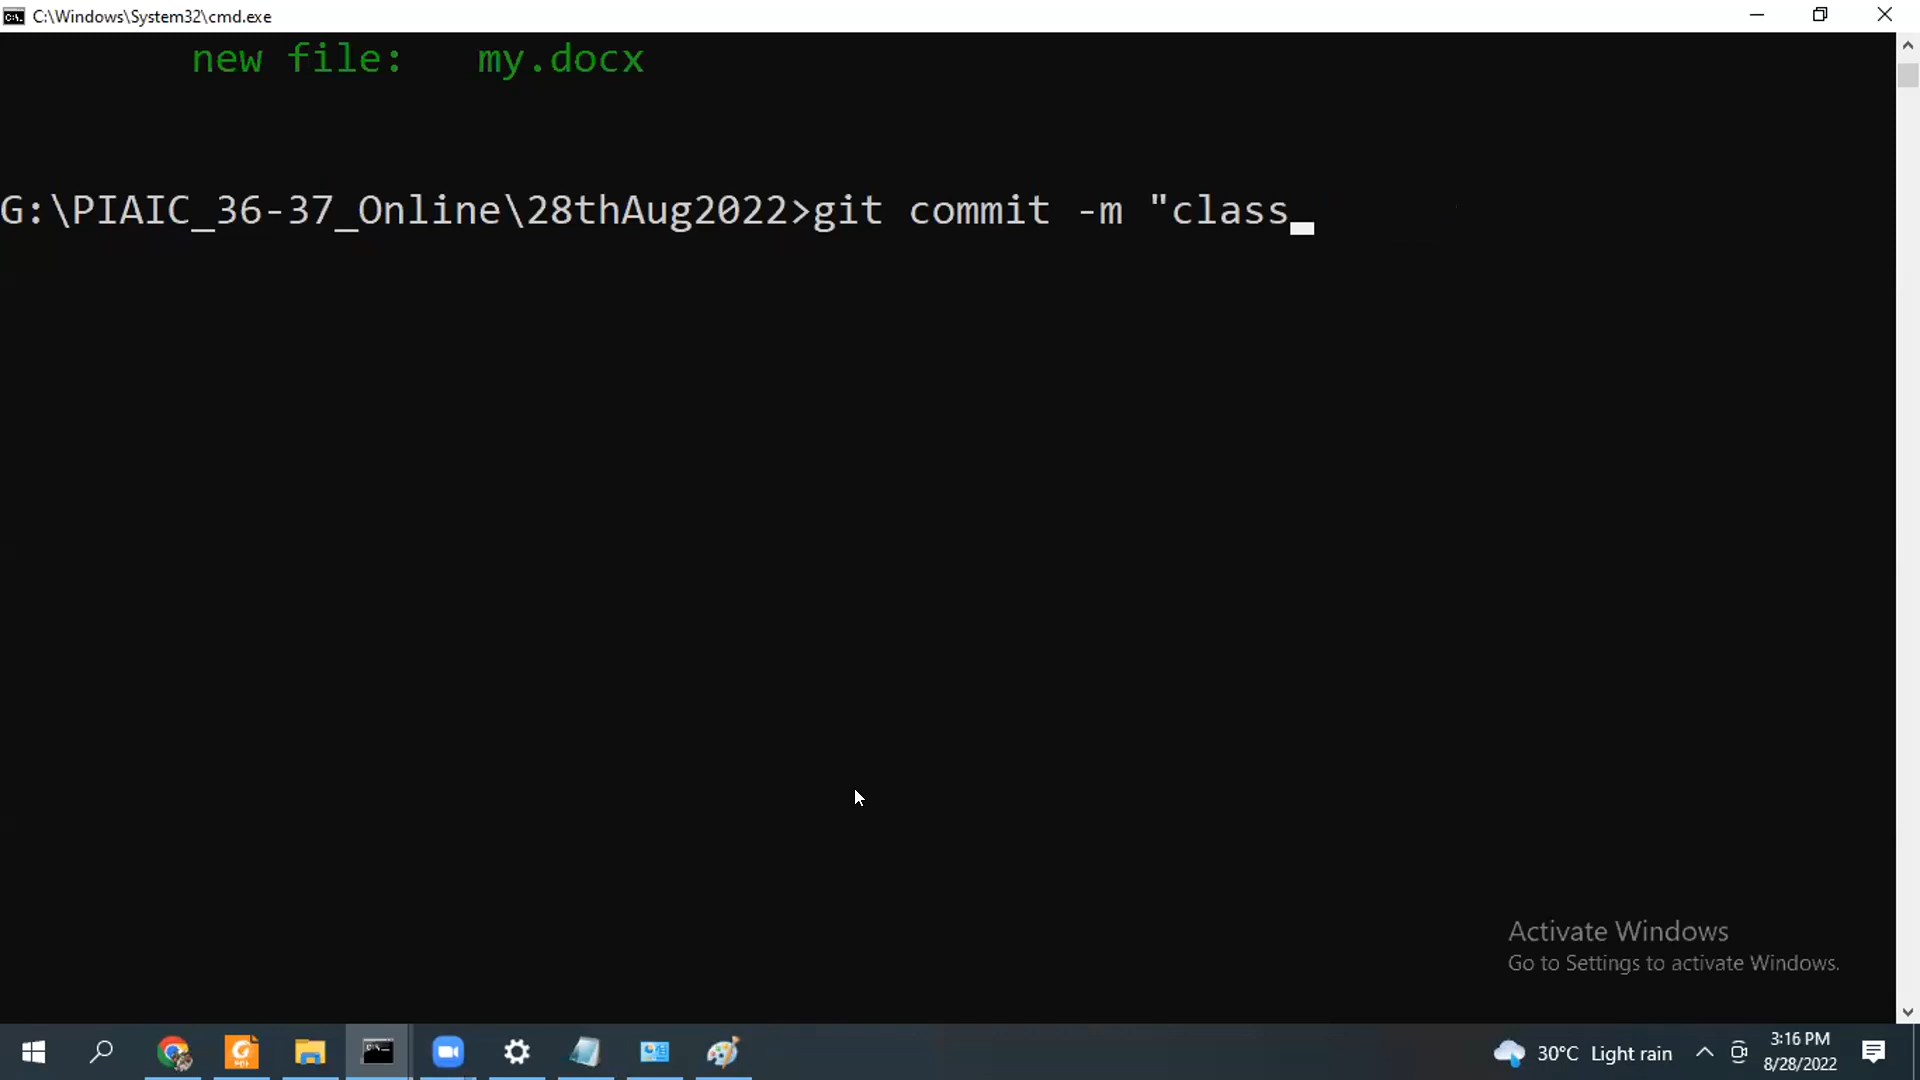 C:\Windows\System32\cmd.exe
new file: my.docx
G:\PIAIC_36-37_Online\28thAug2022>git commit -m "class
Activate Windows
Go to Settings to activate Windows.
30°C Light rain
3:16 PM
8/28/2022